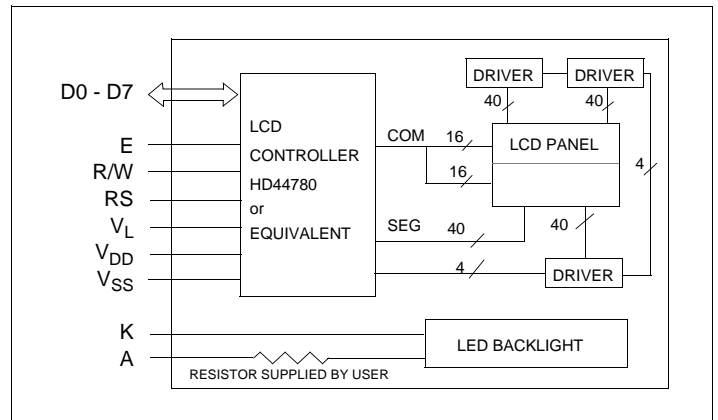 D0 - D7
E
R/W
RS
VL
VDD
VSS
K
A
LCD
CONTROLLER
HD44780
or
EQUIVALENT
COM
16
16
SEG
40
4
DRIVER
DRIVER
40
40
LCD PANEL
4
40
DRIVER
LED BACKLIGHT
RESISTOR SUPPLIED BY USER